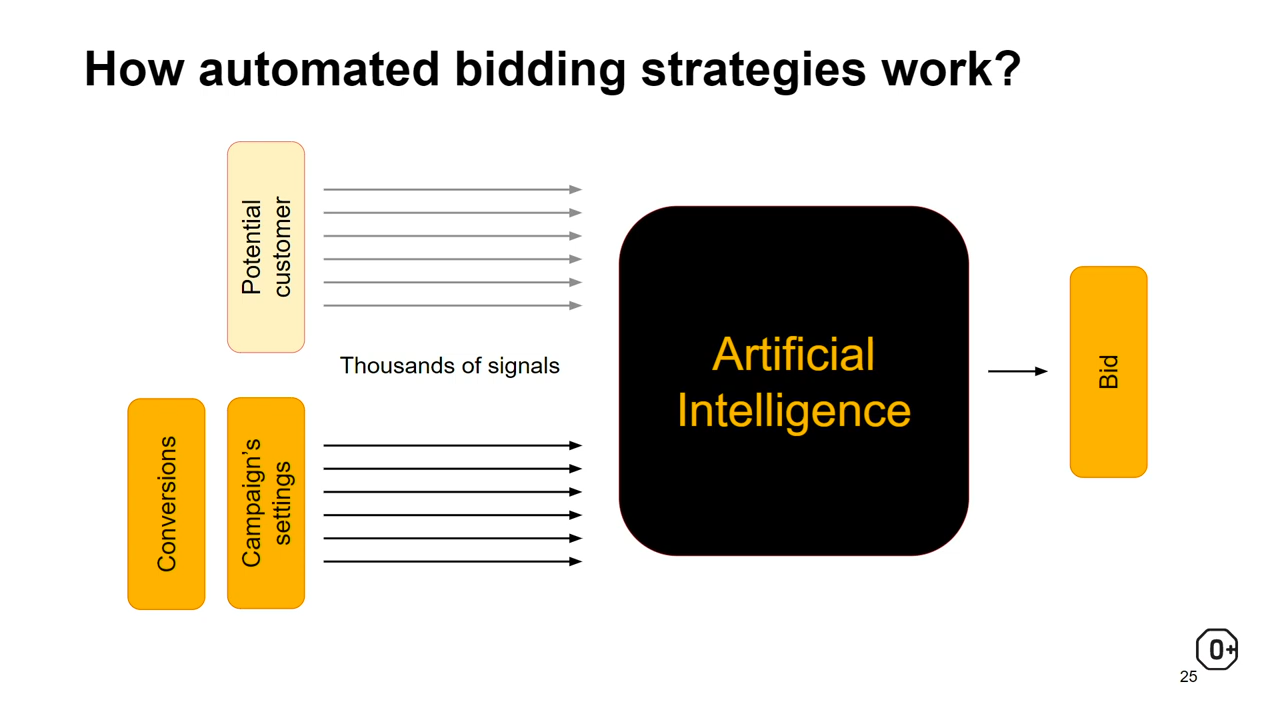 How automated bidding strategies work?
Potential
customer
Thousands of signals
Conversions
Campaign’s
settings
Artificial
Intelligence
Bid
0+
25